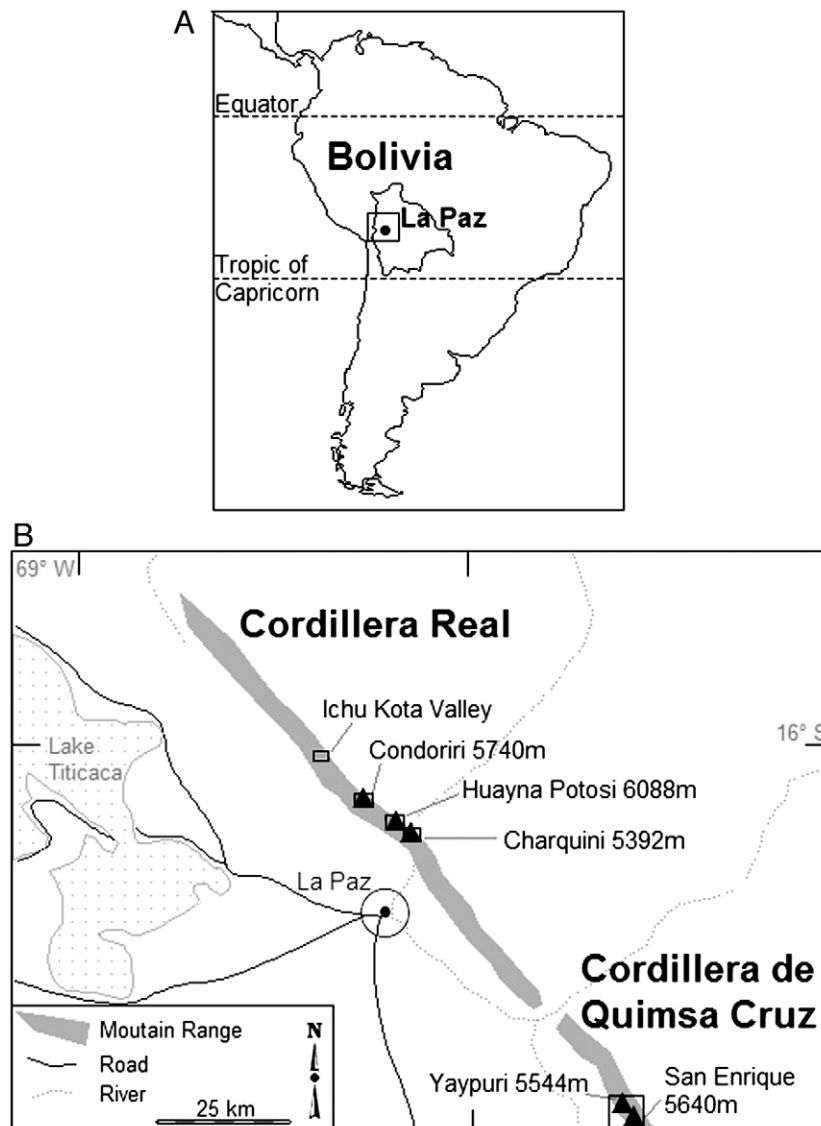 A
Equator
Bolivia
La Paz
Tropic of
Capricorn
B
69° W
Cordillera Real
Ichu Kota Valley
16° S
Lake
Titicaca
Condoriri 5740m
Huayna Potosi 6088m
Charquini 5392m
La Paz
Cordillera de
Quimsa Cruz
Moutain Range
N
Road
River
25 km
Yaypuri 5544m
San Enrique
5640m